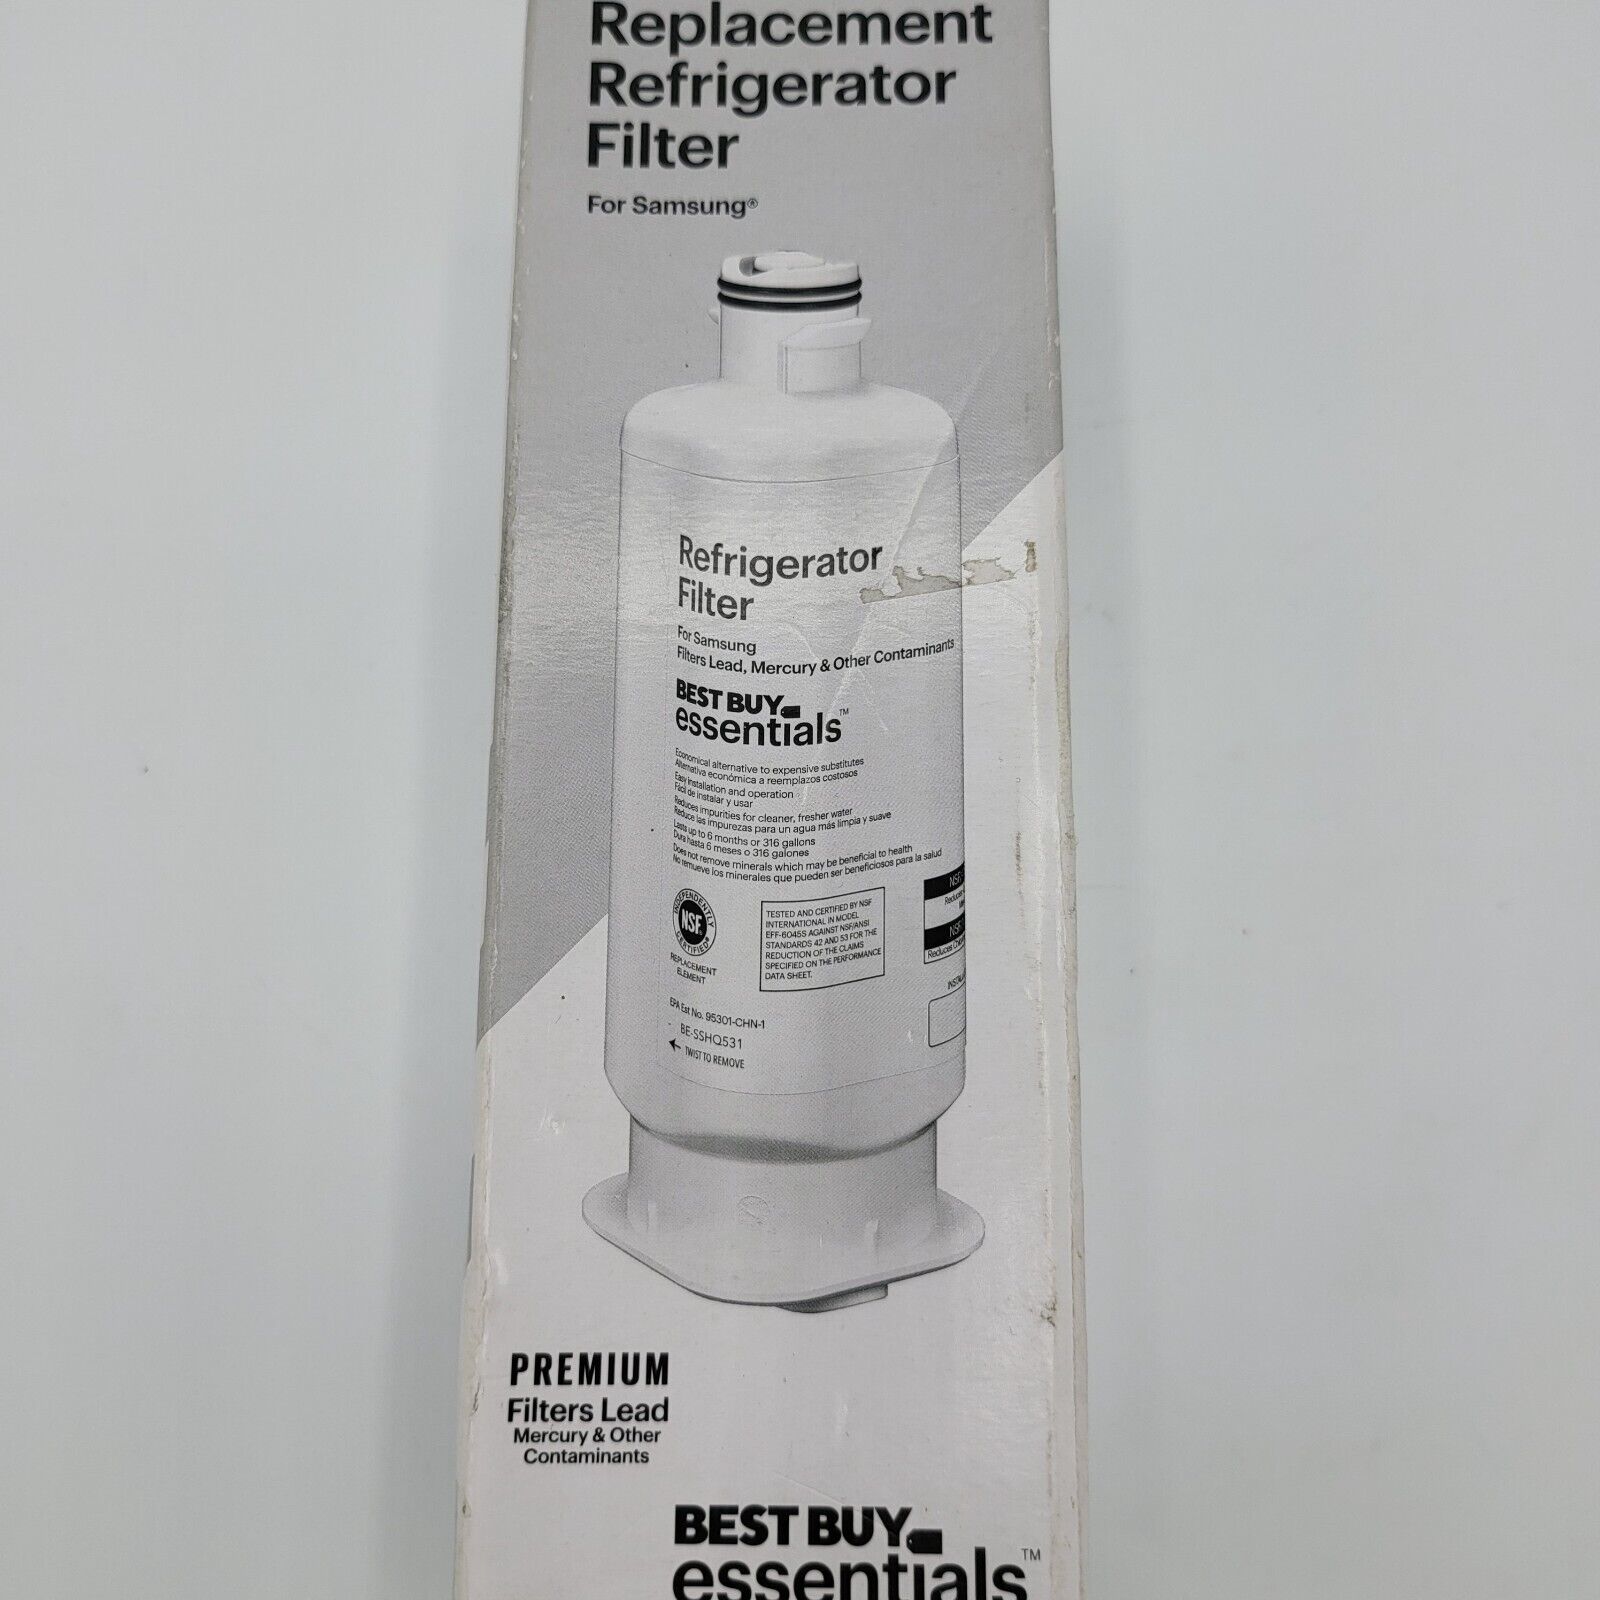 Replacement
Refrigerator
Filter
For Samsung®
Refrigerator
Filter
For Samsung
Filters Lead, Mercury & Other Contaminants
BEST BUY
essentials™
Economical alternative to expensive substitutes
Alternativa económica a reemplazos costosos
Easy installation and operation
Fácil de instalar y usar
Reduces impurities for cleaner, fresher water
Reduce las impurezas para un agua más limpia y suave
Lasts up to 6 months or 316 gallons
Dura hasta 6 meses o 316 galones
Does not remove minerals which may be beneficial to health
No remueve los minerales que pueden ser beneficiosos para la salud
INDEPENDENTLY
NSF®
CERTIFIED
REPLACEMENT
ELEMENT
TESTED AND CERTIFIED BY NSF
INTERNATIONAL IN MODEL
EFF-6045S AGAINST NSF/ANSI
STANDARDS 42 AND 53 FOR THE
REDUCTION OF THE CLAIMS
SPECIFIED ON THE PERFORMANCE
DATA SHEET.
NSF
NSF
Reduces
EPA Est No. 95301-CHN-1
BE-SSHQ531
TWIST TO REMOVE
PREMIUM
Filters Lead
Mercury & Other
Contaminants
BEST BUY
essentials™